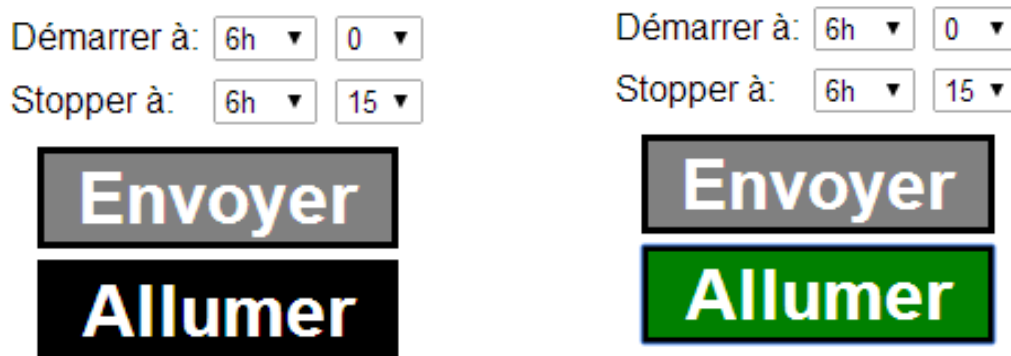 Démarrer à: 6h 0
Stopper à: 6h 15
Envoyer
Allumer
Démarrer à: 6h 0
Stopper à: 6h 15
Envoyer
Allumer